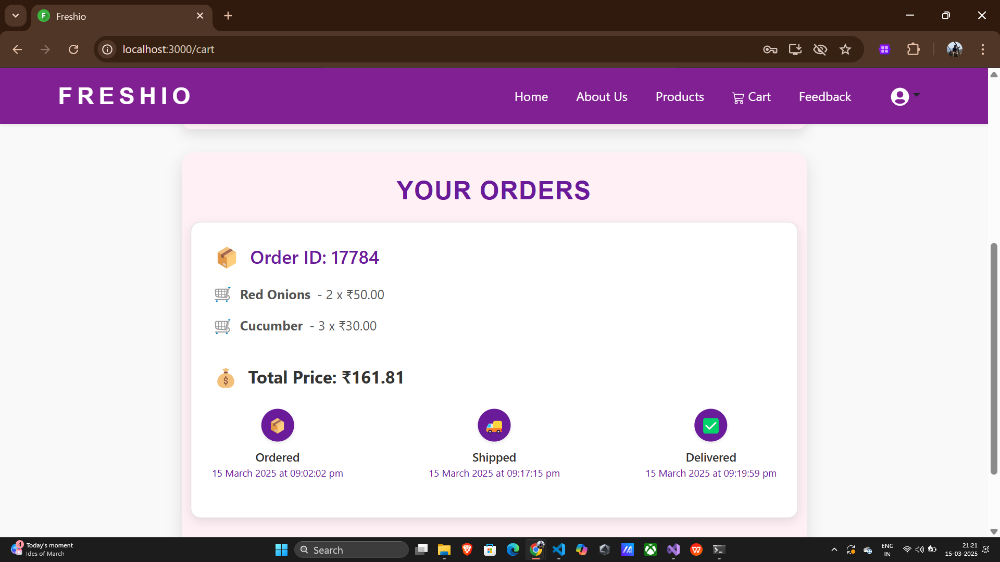 F Freshio
localhost:3000/cart
FRESHIO Home About Us Products Cart Feedback
YOUR ORDERS
Order ID: 17784
Red Onions - 2 x ₹50.00
Cucumber - 3 x ₹30.00
$ Total Price: ₹161.81
Ordered Shipped Delivered
15 March 2025 at 09:02:02 pm 15 March 2025 at 09:17:15 pm 15 March 2025 at 09:19:59 pm
4 Today's moment Search ENG 21:21
Ides of March IN 15-03-2025